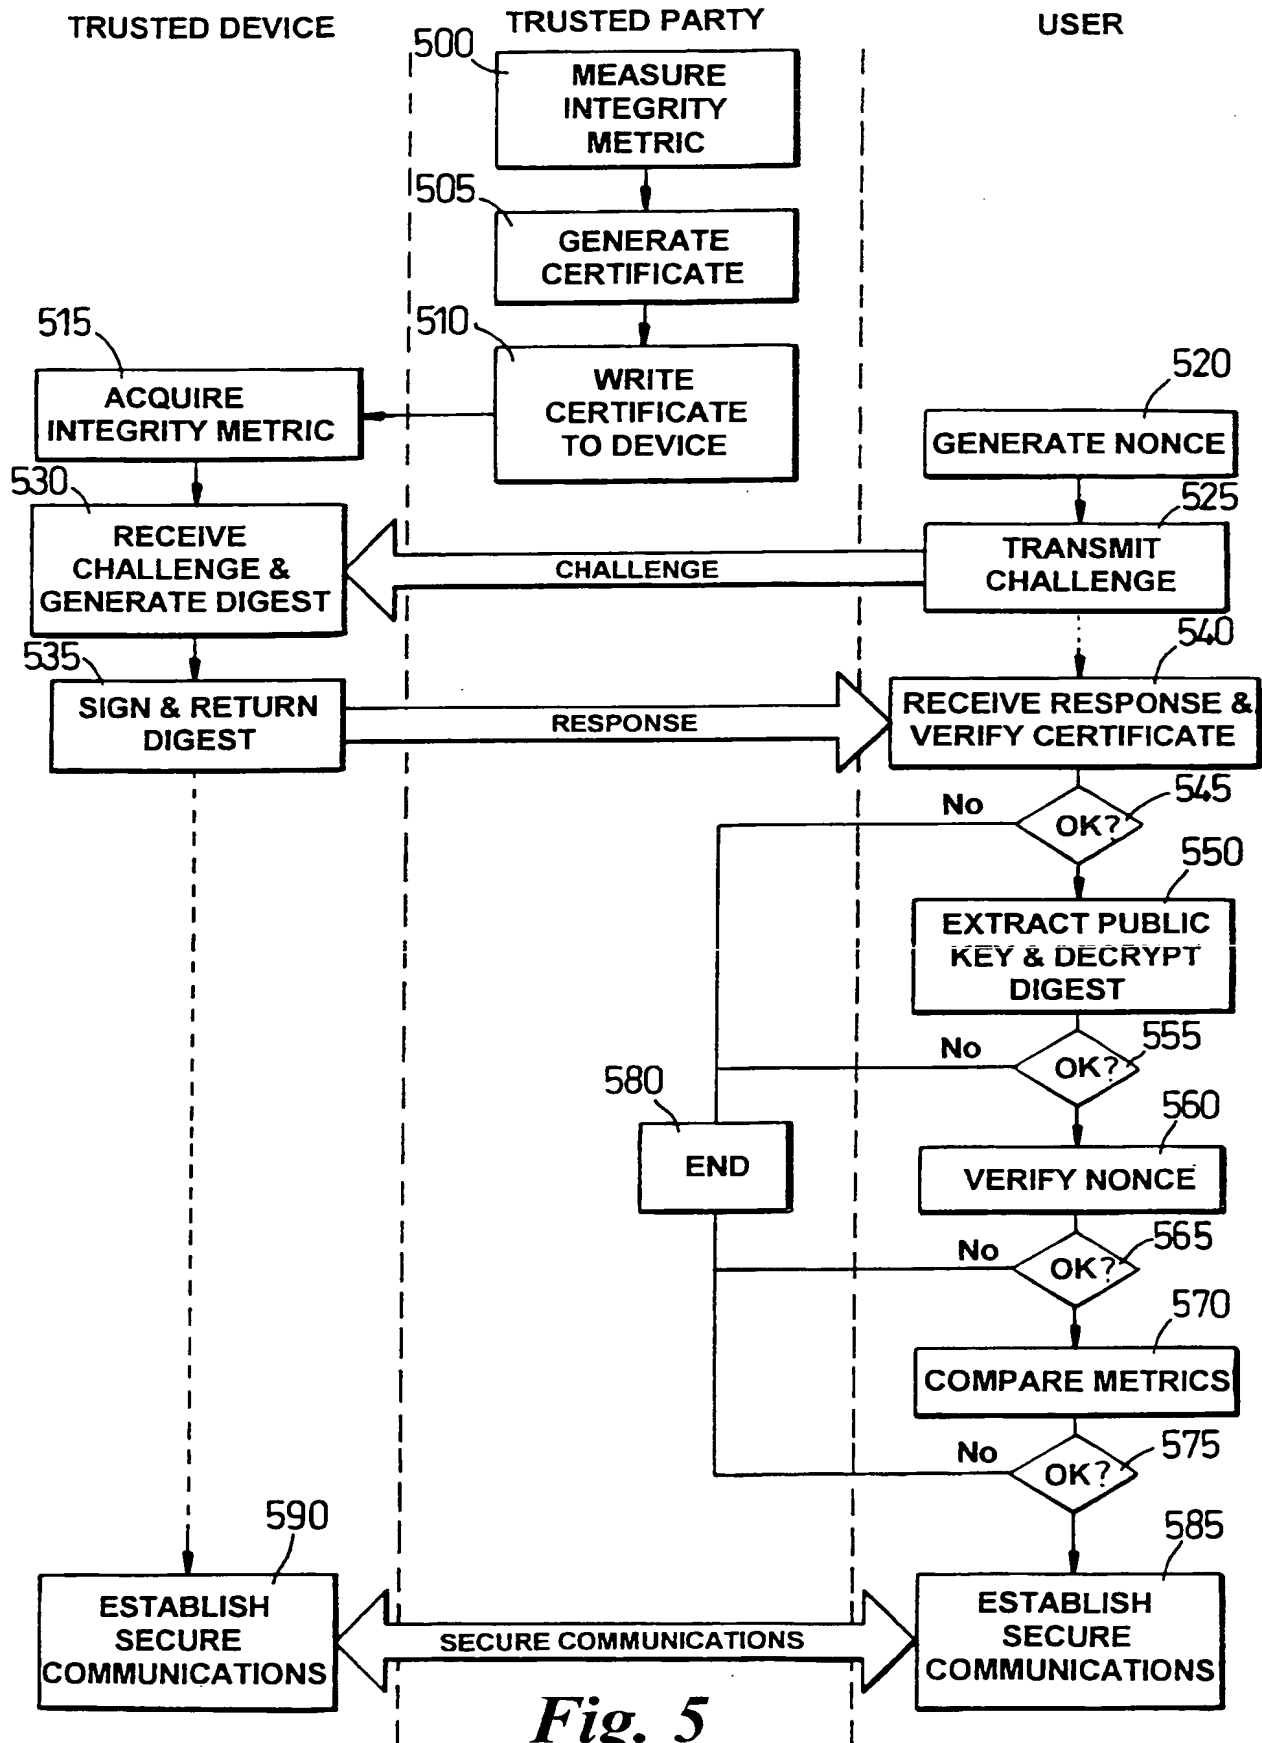 TRUSTED DEVICE
TRUSTED PARTY
USER
500
MEASURE
INTEGRITY
METRIC
505
GENERATE
CERTIFICATE
510
WRITE
CERTIFICATE
TO DEVICE
515
ACQUIRE
INTEGRITY METRIC
520
GENERATE NONCE
525
TRANSMIT
CHALLENGE
530
RECEIVE
CHALLENGE &
GENERATE DIGEST
CHALLENGE
535
SIGN & RETURN
DIGEST
RESPONSE
540
RECEIVE RESPONSE &
VERIFY CERTIFICATE
545
No
OK?
550
EXTRACT PUBLIC
KEY & DECRYPT
DIGEST
555
No
OK?
560
VERIFY NONCE
580
END
565
No
OK?
570
COMPARE METRICS
575
No
OK?
590
ESTABLISH
SECURE
COMMUNICATIONS
SECURE COMMUNICATIONS
585
ESTABLISH
SECURE
COMMUNICATIONS
Fig. 5